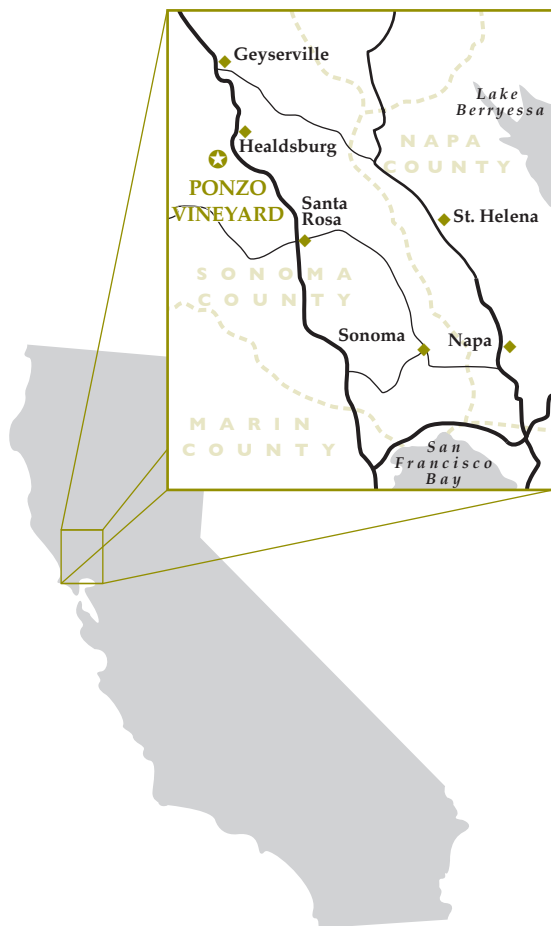 Geyserville
Lake
Berryessa
Healdsburg
NAPA
COUNTY
PONZO
VINEYARD
Santa
Rosa
St. Helena
SONOMA
COUNTY
Sonoma
Napa
MARIN
COUNTY
San
Francisco
Bay